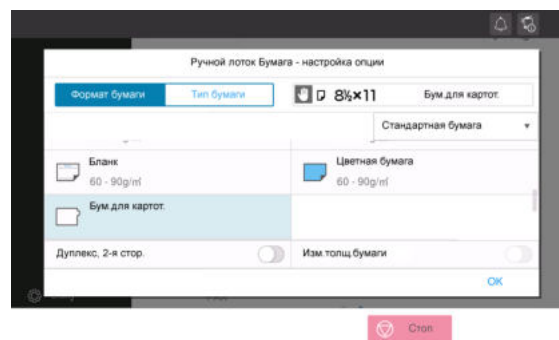 Ручной лоток Бумага - настройка опции
Формат бумаги Тип бумаги 8½×11 Бум.для картот.
Стандартная бумага
Бланк Цветная бумага
60 - 90g/㎡ 60 - 90g/㎡
Бум.для картот.
Дуплекс, 2-я стор. Изм.толщ.бумаги
OK
Стоп